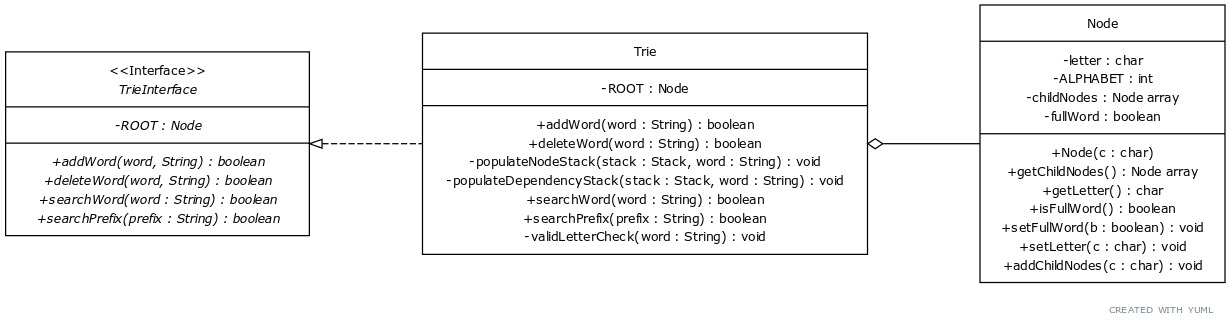 <<Interface>>
TrieInterface
-ROOT : Node
+addWord(word, String) : boolean
+deleteWord(word, String) : boolean
+searchWord(word : String) : boolean
+searchPrefix(prefix : String) : boolean
Trie
-ROOT : Node
+addWord(word : String) : boolean
+deleteWord(word : String) : boolean
-populateNodeStack(stack : Stack, word : String) : void
-populateDependencyStack(stack : Stack, word : String) : void
+searchWord(word : String) : boolean
+searchPrefix(prefix : String) : boolean
-validLetterCheck(word : String) : void
Node
-letter : char
-ALPHABET : int
-childNodes : Node array
-fullWord : boolean
+Node(c : char)
+getChildNodes() : Node array
+getLetter() : char
+isFullWord() : boolean
+setFullWord(b : boolean) : void
+setLetter(c : char) : void
+addChildNodes(c : char) : void
CREATED WITH YUML